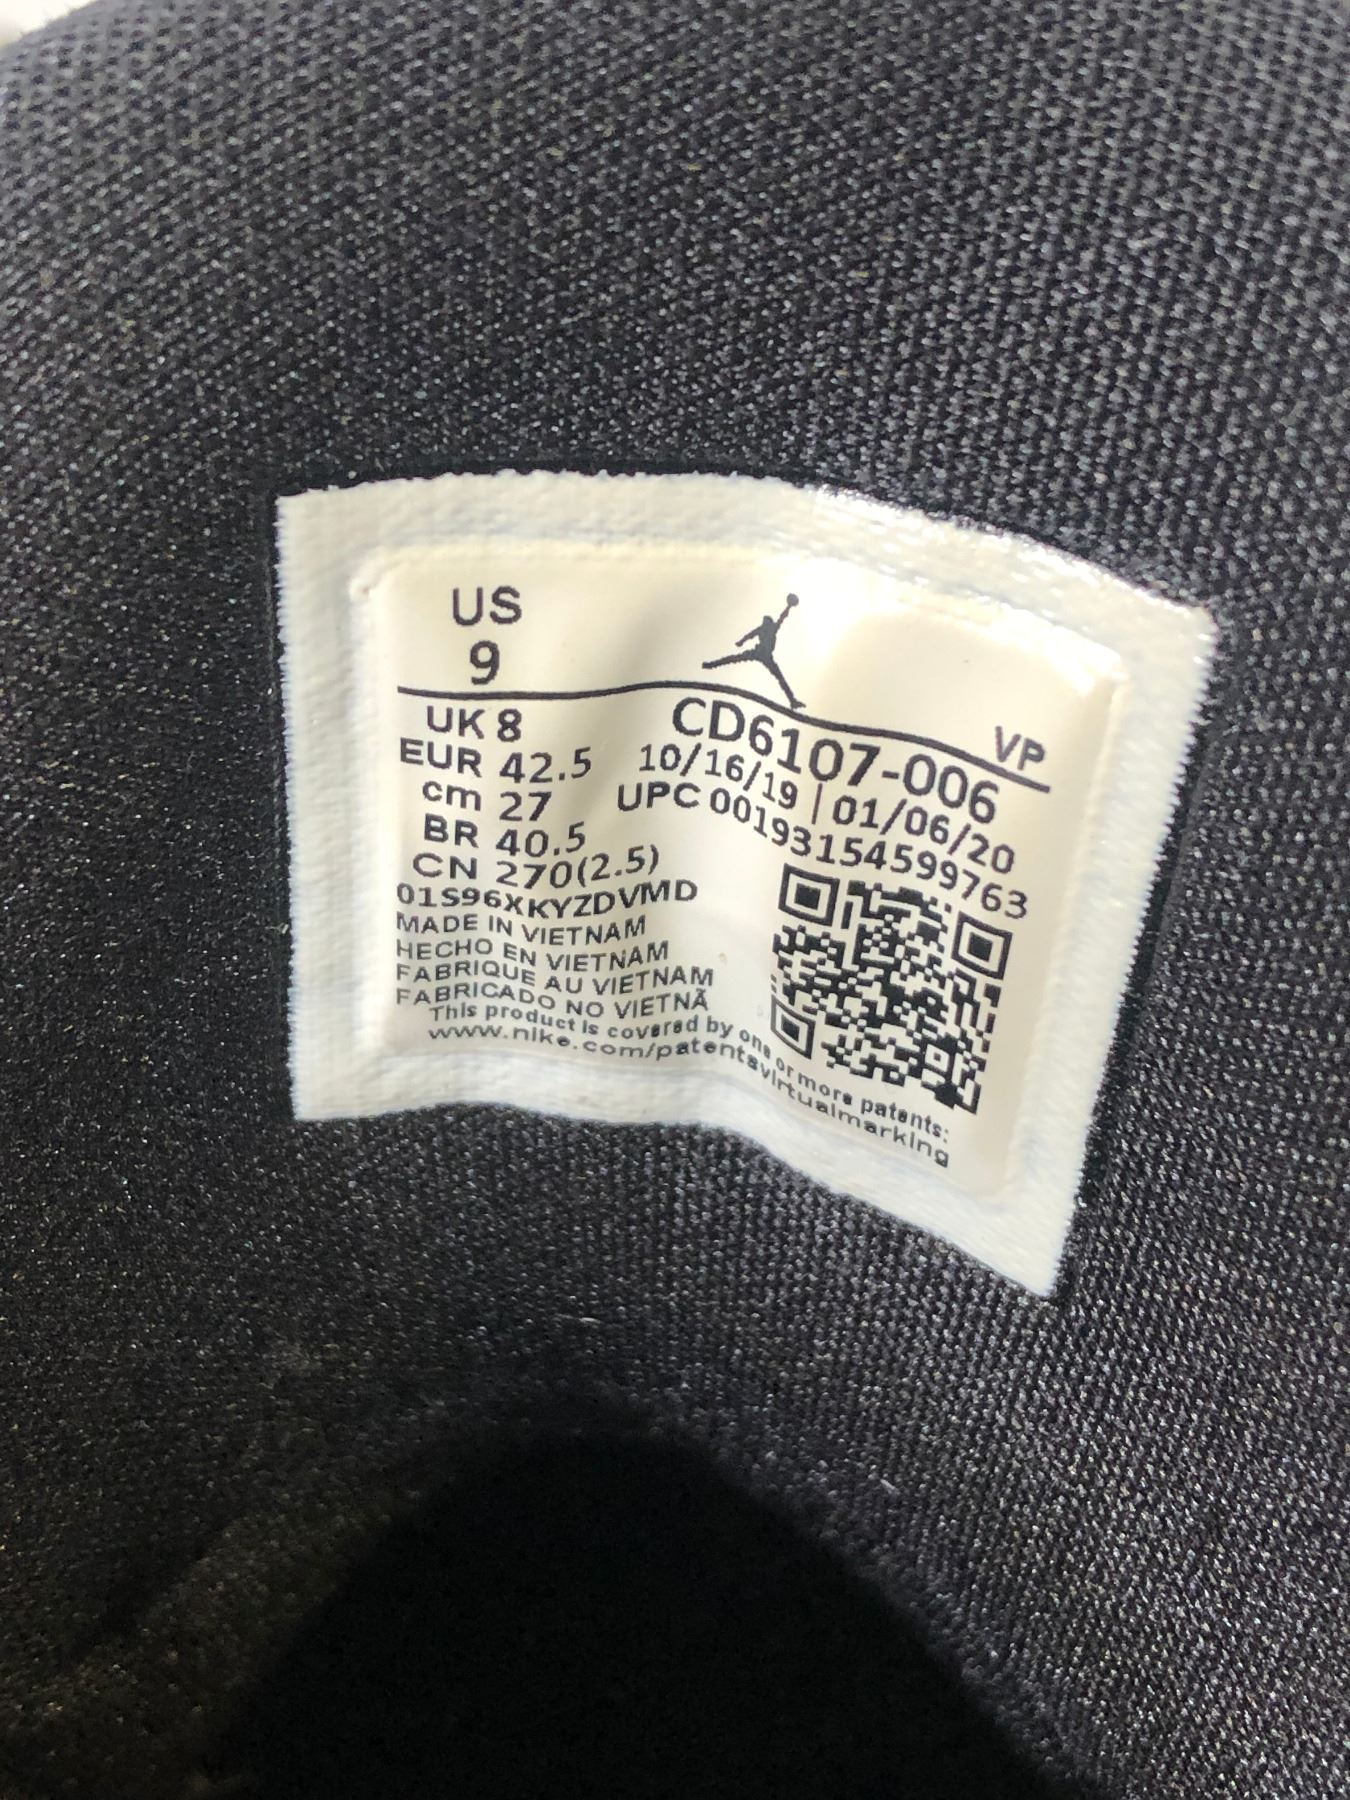 US
9
VP
UK 8
CD6107-006
EUR 42.5
10/16/19 | 01/06/20
cm 27
UPC 00193154599763
BR 40.5
CN 270(2.5)
01S96XKYZDVMD
MADE IN VIETNAM
HECHO EN VIETNAM
FABRIQUE AU VIETNAM
FABRICADO NO VIETNÃ
This product is covered by one or more patents:
www.nike.com/patentsvirtualmarking